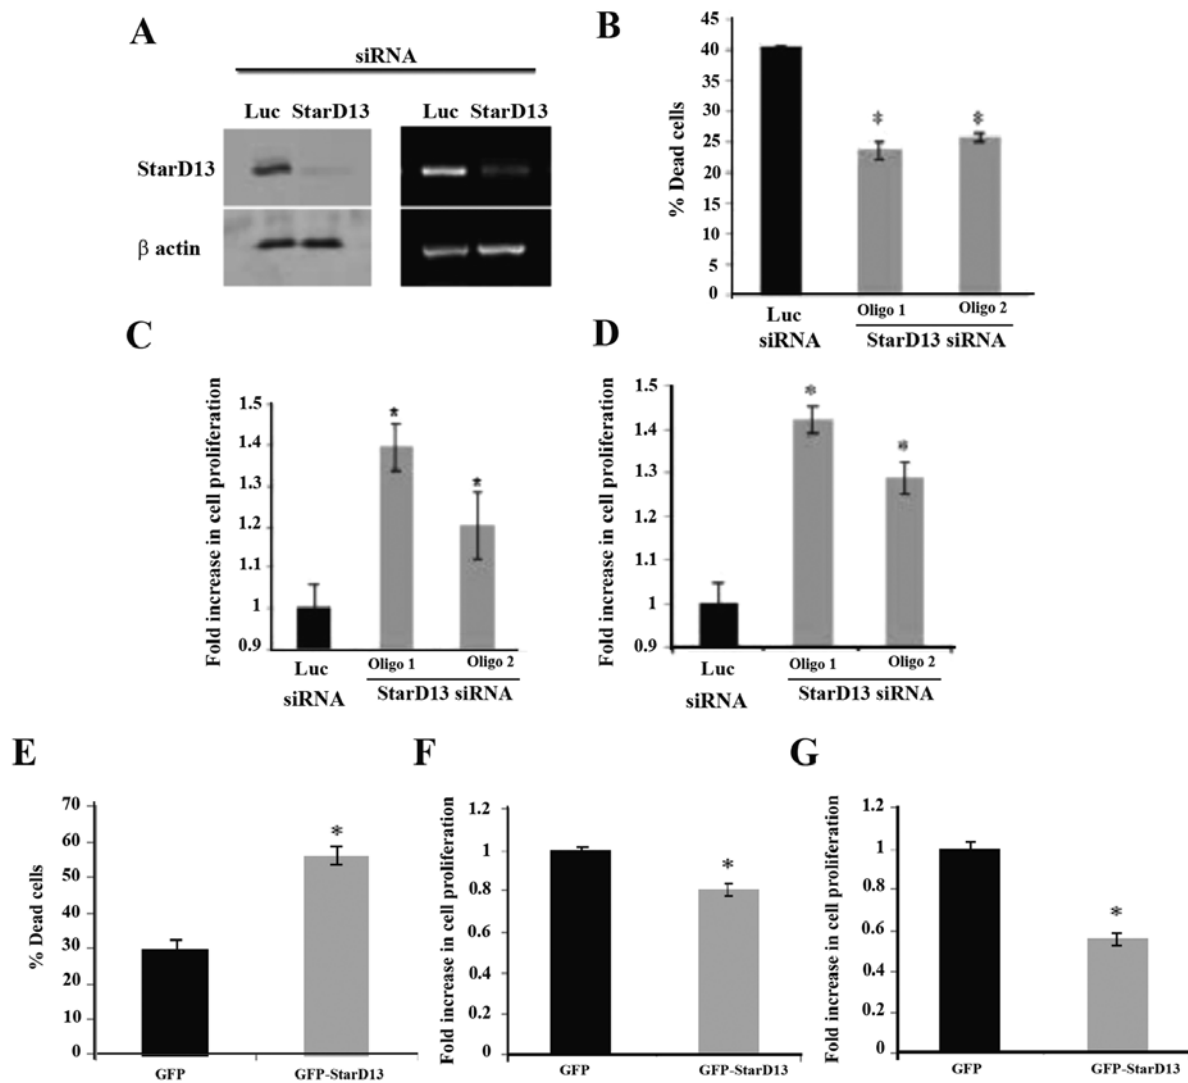 A
siRNA
Luc StarD13
Luc StarD13
StarD13
β actin
B
% Dead cells
45
40
35
30
25
20
15
10
5
0
Luc
siRNA
Oligo 1
Oligo 2
StarD13 siRNA
C
Fold increase in cell proliferation
1.5
1.4
1.3
1.2
1.1
1
0.9
Luc
siRNA
Oligo 1
Oligo 2
StarD13 siRNA
D
Fold increase in cell proliferation
1.5
1.4
1.3
1.2
1.1
1
0.9
Luc
siRNA
Oligo 1
Oligo 2
StarD13 siRNA
E
% Dead cells
70
60
50
40
30
20
10
0
GFP
GFP-StarD13
F
Fold increase in cell proliferation
1.2
1
0.8
0.6
0.4
0.2
0
GFP
GFP-StarD13
G
Fold increase in cell proliferation
1.2
1
0.8
0.6
0.4
0.2
0
GFP
GFP-StarD13